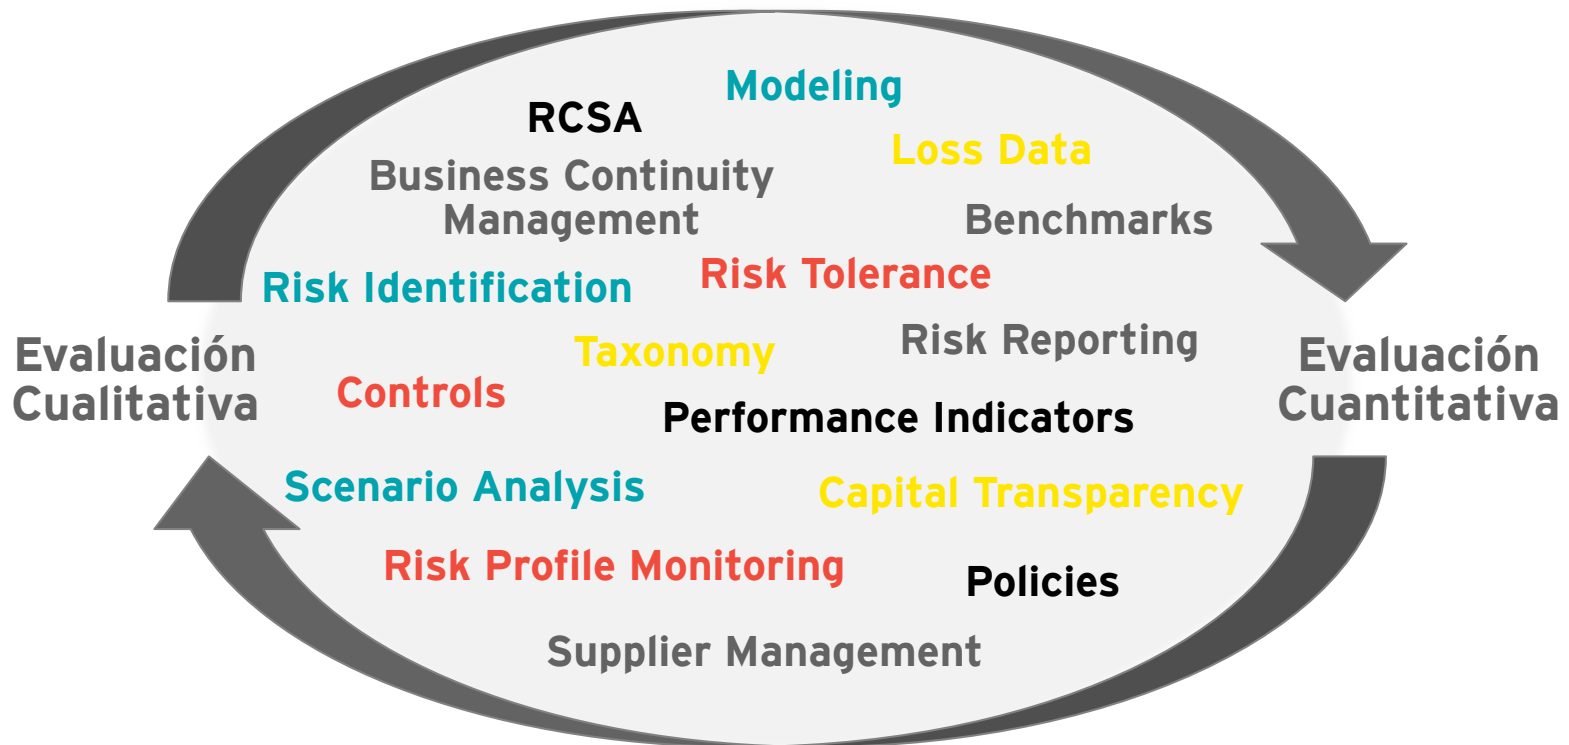 Modeling
RCSA
Loss Data
Business Continuity
Management
Benchmarks
Risk Tolerance
Risk Identification
Risk Reporting
Taxonomy
Evaluación
Cualitativa
Evaluación
Cuantitativa
Controls
Performance Indicators
Scenario Analysis
Capital Transparency
Risk Profile Monitoring
Policies
Supplier Management